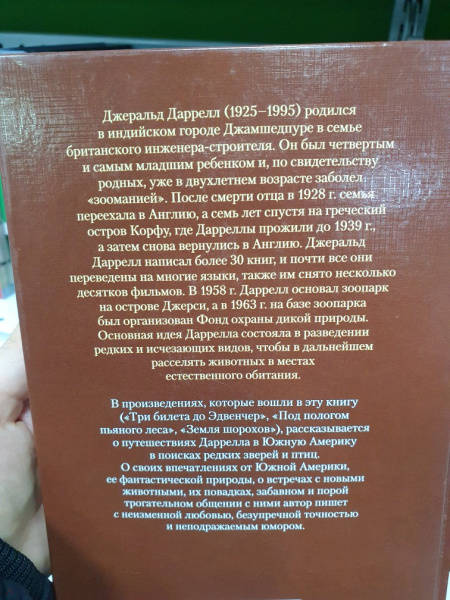 Джеральд Даррелл (1925–1995) родился
в индийском городе Джамшедпуре в семье
британского инженера-строителя. Он был четвертым
и самым младшим ребенком и, по свидетельству
родных, уже в двухлетнем возрасте заболел
«зооманией». После смерти отца в 1928 г. семья
переехала в Англию, а семь лет спустя на греческий
остров Корфу, где Дарреллы прожили до 1939 г.,
а затем снова вернулись в Англию. Джеральд
Даррелл написал более 30 книг, и почти все они
переведены на многие языки, также им снято несколько
десятков фильмов. В 1958 г. Даррелл основал зоопарк
на острове Джерси, а в 1963 г. на базе зоопарка
был организован Фонд охраны дикой природы.
Основная идея Даррелла состояла в разведении
редких и исчезающих видов, чтобы в дальнейшем
расселять животных в местах
естественного обитания.
В произведениях, которые вошли в эту книгу
(«Три билета до Эдвенчер», «Под пологом
пьяного леса», «Земля шорохов»), рассказывается
о путешествиях Даррелла в Южную Америку
в поисках редких зверей и птиц.
О своих впечатлениях от Южной Америки,
ее фантастической природы, о встречах с новыми
животными, их повадках, забавном и порой
трогательном общении с ними автор пишет
с неизменной любовью, безупречной точностью
и неподражаемым юмором.